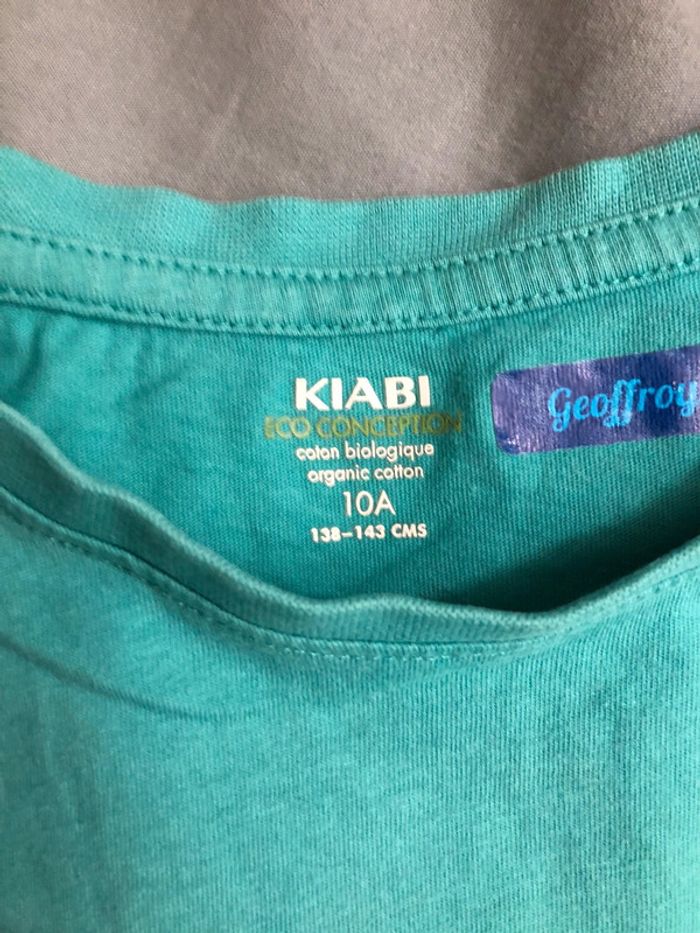 KIABI
ECO CONCEPTION
coton biologique
organic cotton
10A
138-143 CMS
Geoffroy